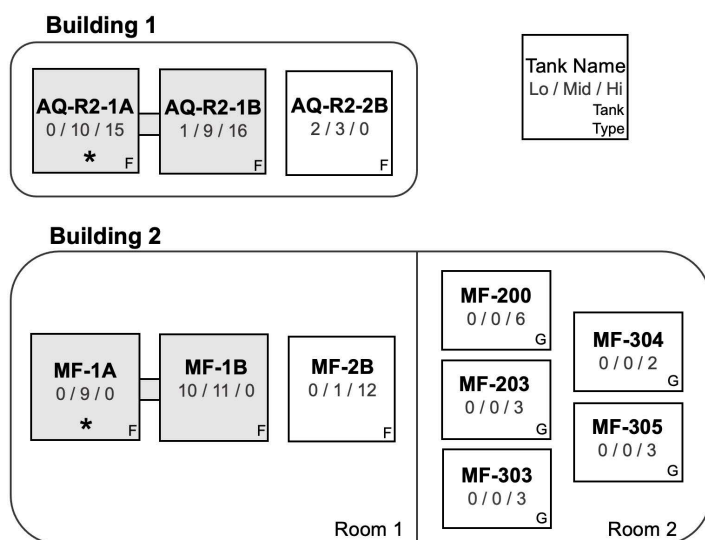 Building 1
AQ-R2-1A
0 / 10 / 15
*
F
AQ-R2-1B
1 / 9 / 16
F
AQ-R2-2B
2 / 3 / 0
F
Tank Name
Lo / Mid / Hi
Tank
Type
Building 2
MF-1A
0 / 9 / 0
*
F
MF-1B
10 / 11 / 0
F
MF-2B
0 / 1 / 12
F
Room 1
MF-200
0 / 0 / 6
G
MF-203
0 / 0 / 3
G
MF-303
0 / 0 / 3
G
MF-304
0 / 0 / 2
G
MF-305
0 / 0 / 3
G
Room 2